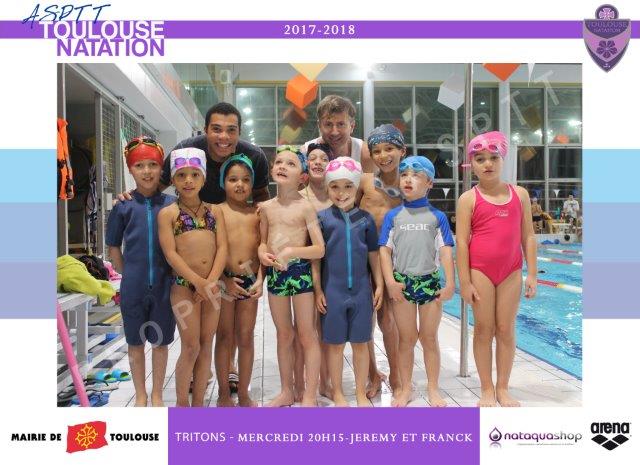 ASPTT
TOULOUSE
NATATION
2017-2018
TOULOUSE
NATATION
seac
MAIRIE DE TOULOUSE
TRITONS - MERCREDI 20H15-JEREMY ET FRANCK
nataquashop
arena